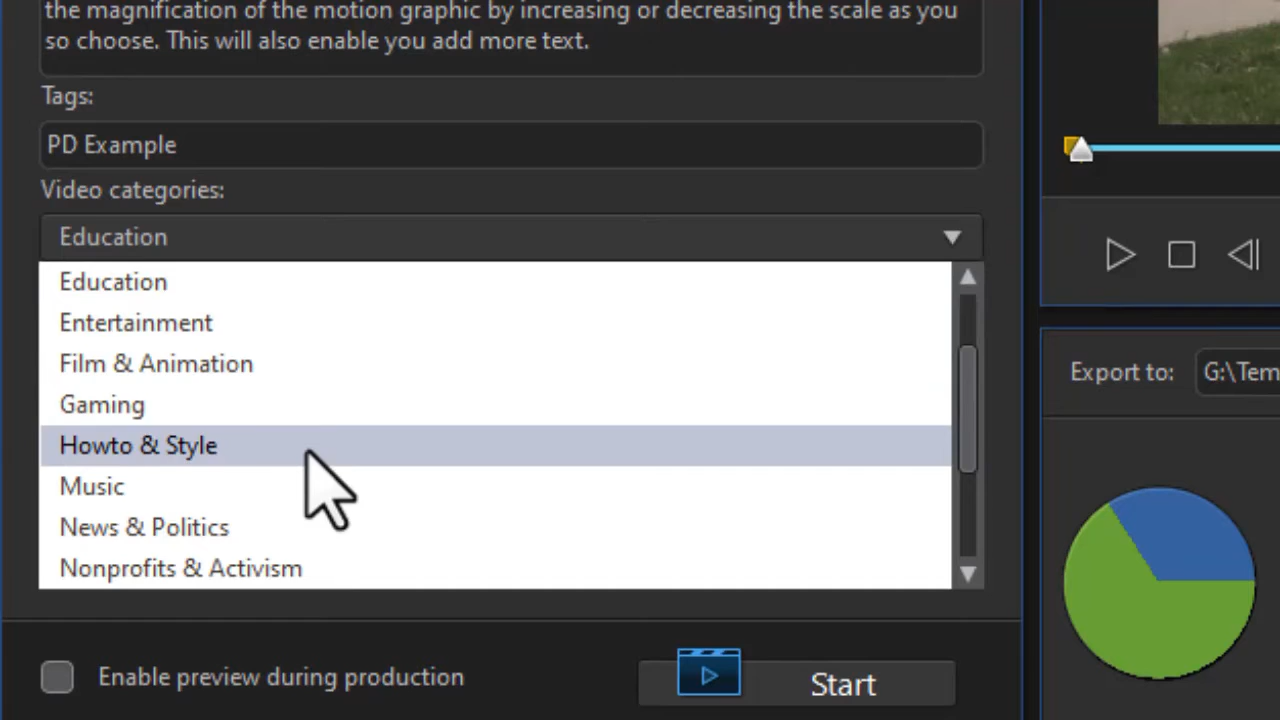 the magnification of the motion graphic by increasing or decreasing the scale as you
so choose. This will also enable you add more text.
Tags:
PD Example
Video categories:
Education
Education
Entertainment
Film & Animation
Gaming
Howto & Style
Music
News & Politics
Nonprofits & Activism
Enable preview during production
Start
Export to:
G:\Tem